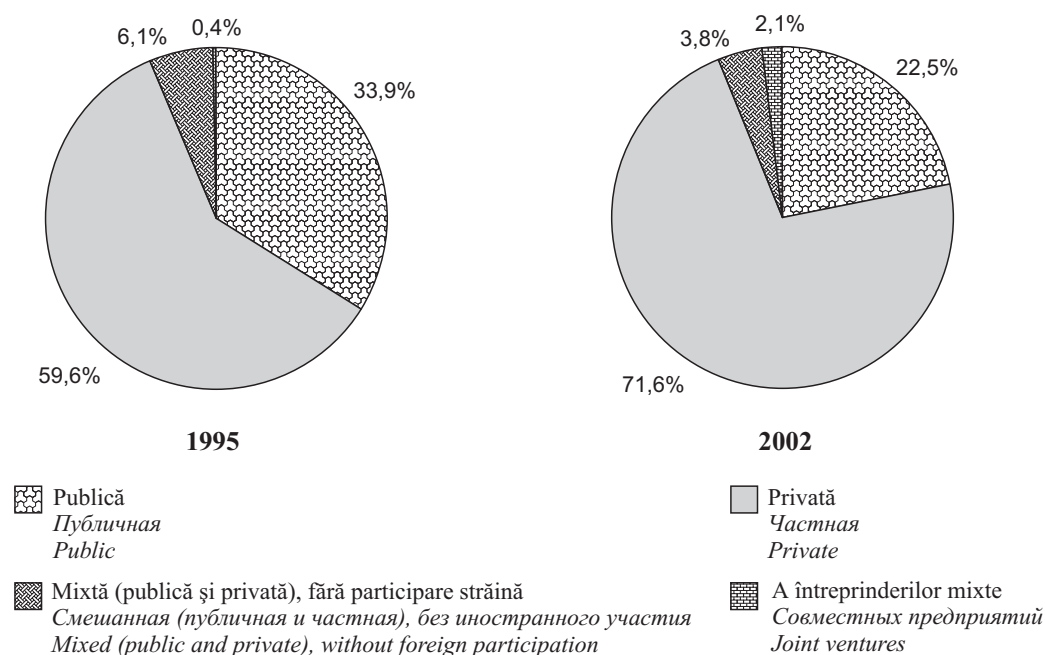 6,1%
0,4%
33,9%
59,6%
1995
3,8%
2,1%
22,5%
71,6%
2002
Publică
Публичная
Public
Privată
Частная
Private
Mixtă (publică şi privată), fără participare străină
Смешанная (публичная и частная), без иностранного участия
Mixed (public and private), without foreign participation
A întreprinderilor mixte
Совместных предприятий
Joint ventures